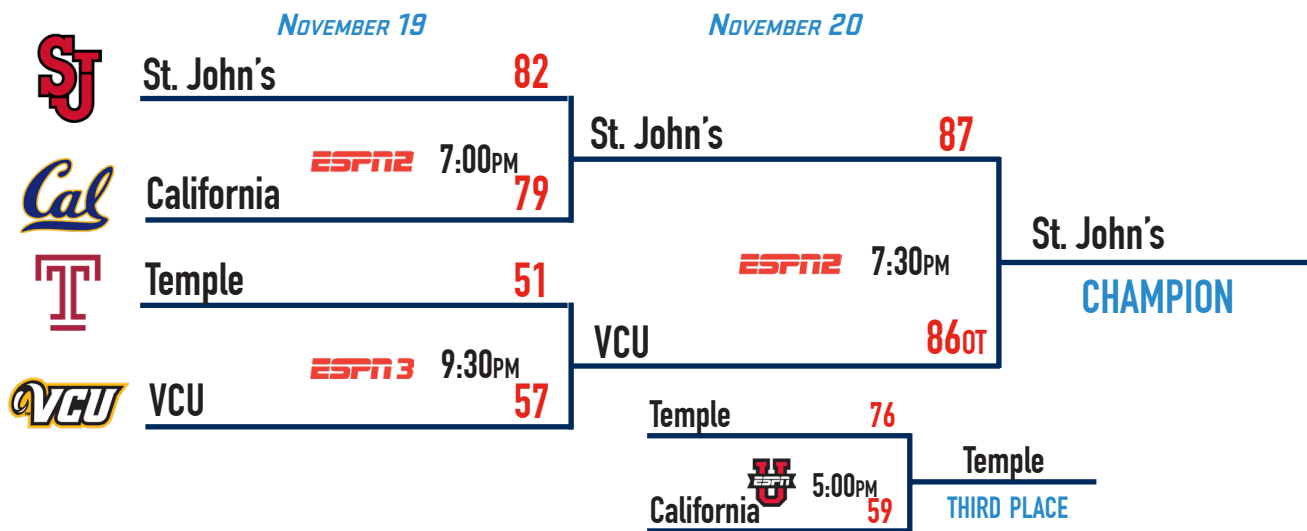 November 19
November 20
SJ
St. John's 82
St. John's 87
ESPN2 7:00PM
Cal
California 79
St. John's
ESPN2 7:30PM
T
Temple 51
CHAMPION
VCU 86OT
ESPN3 9:30PM
VCU
VCU 57
Temple 76
Temple
U
ESPN
5:00PM
California 59
THIRD PLACE